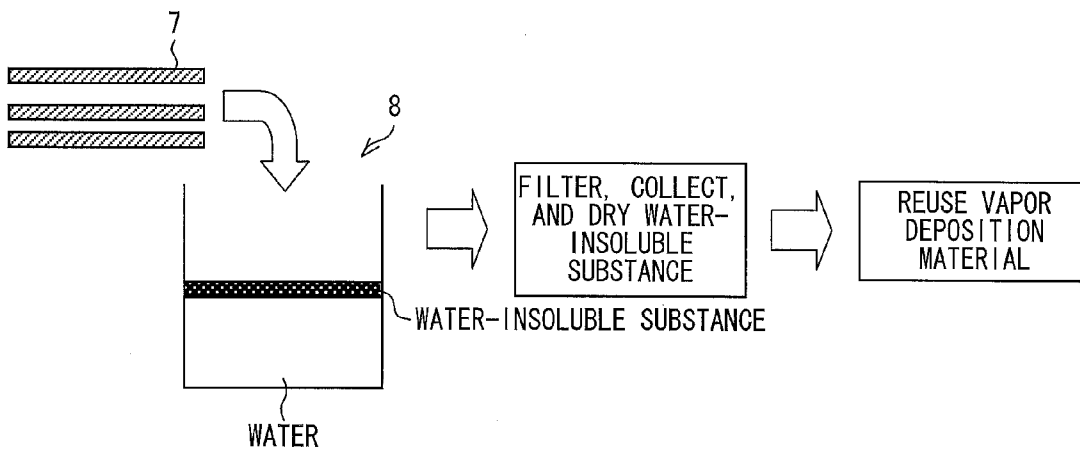 7
8
FILTER, COLLECT,
AND DRY WATER-
INSOLUBLE
SUBSTANCE
REUSE VAPOR
DEPOSITION
MATERIAL
WATER-INSOLUBLE SUBSTANCE
WATER